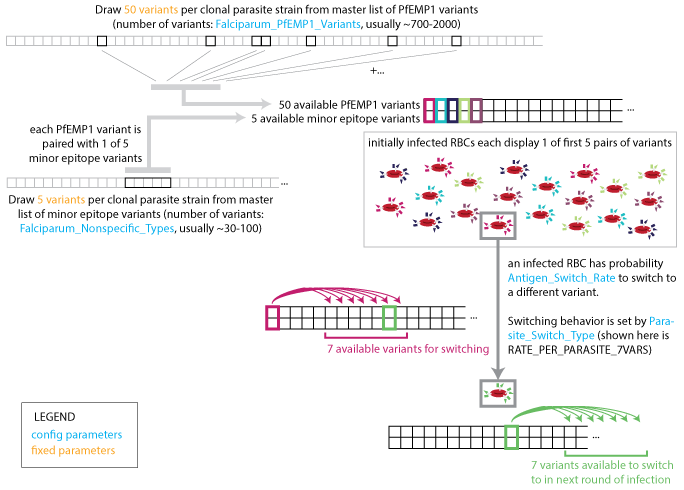 Draw 50 variants per clonal parasite strain from master list of PfEMP1 variants
(number of variants: Falciparum_PfEMP1_Variants, usually ~700-2000)
+...
50 available PfEMP1 variants
5 available minor epitope variants
...
each PfEMP1 variant is
paired with 1 of 5
minor epitope variants
initially infected RBCs each display 1 of first 5 pairs of variants
...
Draw 5 variants per clonal parasite strain from master
list of minor epitope variants (number of variants:
Falciparum_Nonspecific_Types, usually ~30-100)
an infected RBC has probability
Antigen_Switch_Rate to switch to
a different variant.
Switching behavior is set by Para-
site_Switch_Type (shown here is
RATE_PER_PARASITE_7VARS)
...
7 available variants for switching
LEGEND
config parameters
fixed parameters
...
7 variants available to switch
to in next round of infection